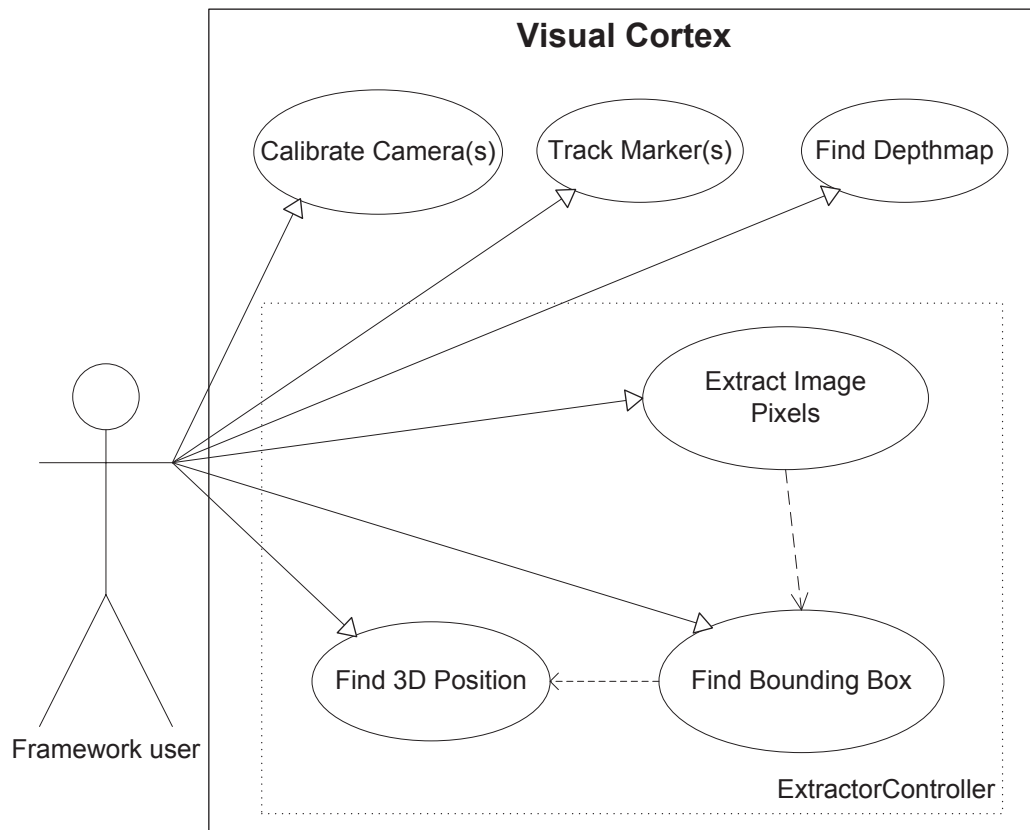 Visual Cortex
Calibrate Camera(s)
Track Marker(s)
Find Depthmap
Extract Image
Pixels
Find 3D Position
Find Bounding Box
Framework user
ExtractorController